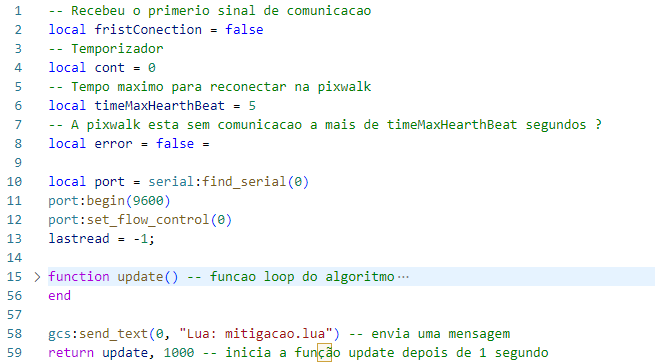 1 -- Recebeu o primerio sinal de comunicacao
2 local fristConection = false
3 -- Temporizador
4 local cont = 0
5 -- Tempo maximo para reconectar na pixwalk
6 local timeMaxHearthBeat = 5
7 -- A pixwalk esta sem comunicacao a mais de timeMaxHearthBeat segundos ?
8 local error = false =
9
10 local port = serial:find_serial(0)
11 port:begin(9600)
12 port:set_flow_control(0)
13 lastread = -1;
14
15 function update() -- funcao loop do algoritmo···
56 end
57
58 gcs:send_text(0, "Lua: mitigacao.lua") -- envia uma mensagem
59 return update, 1000 -- inicia a função update depois de 1 segundo